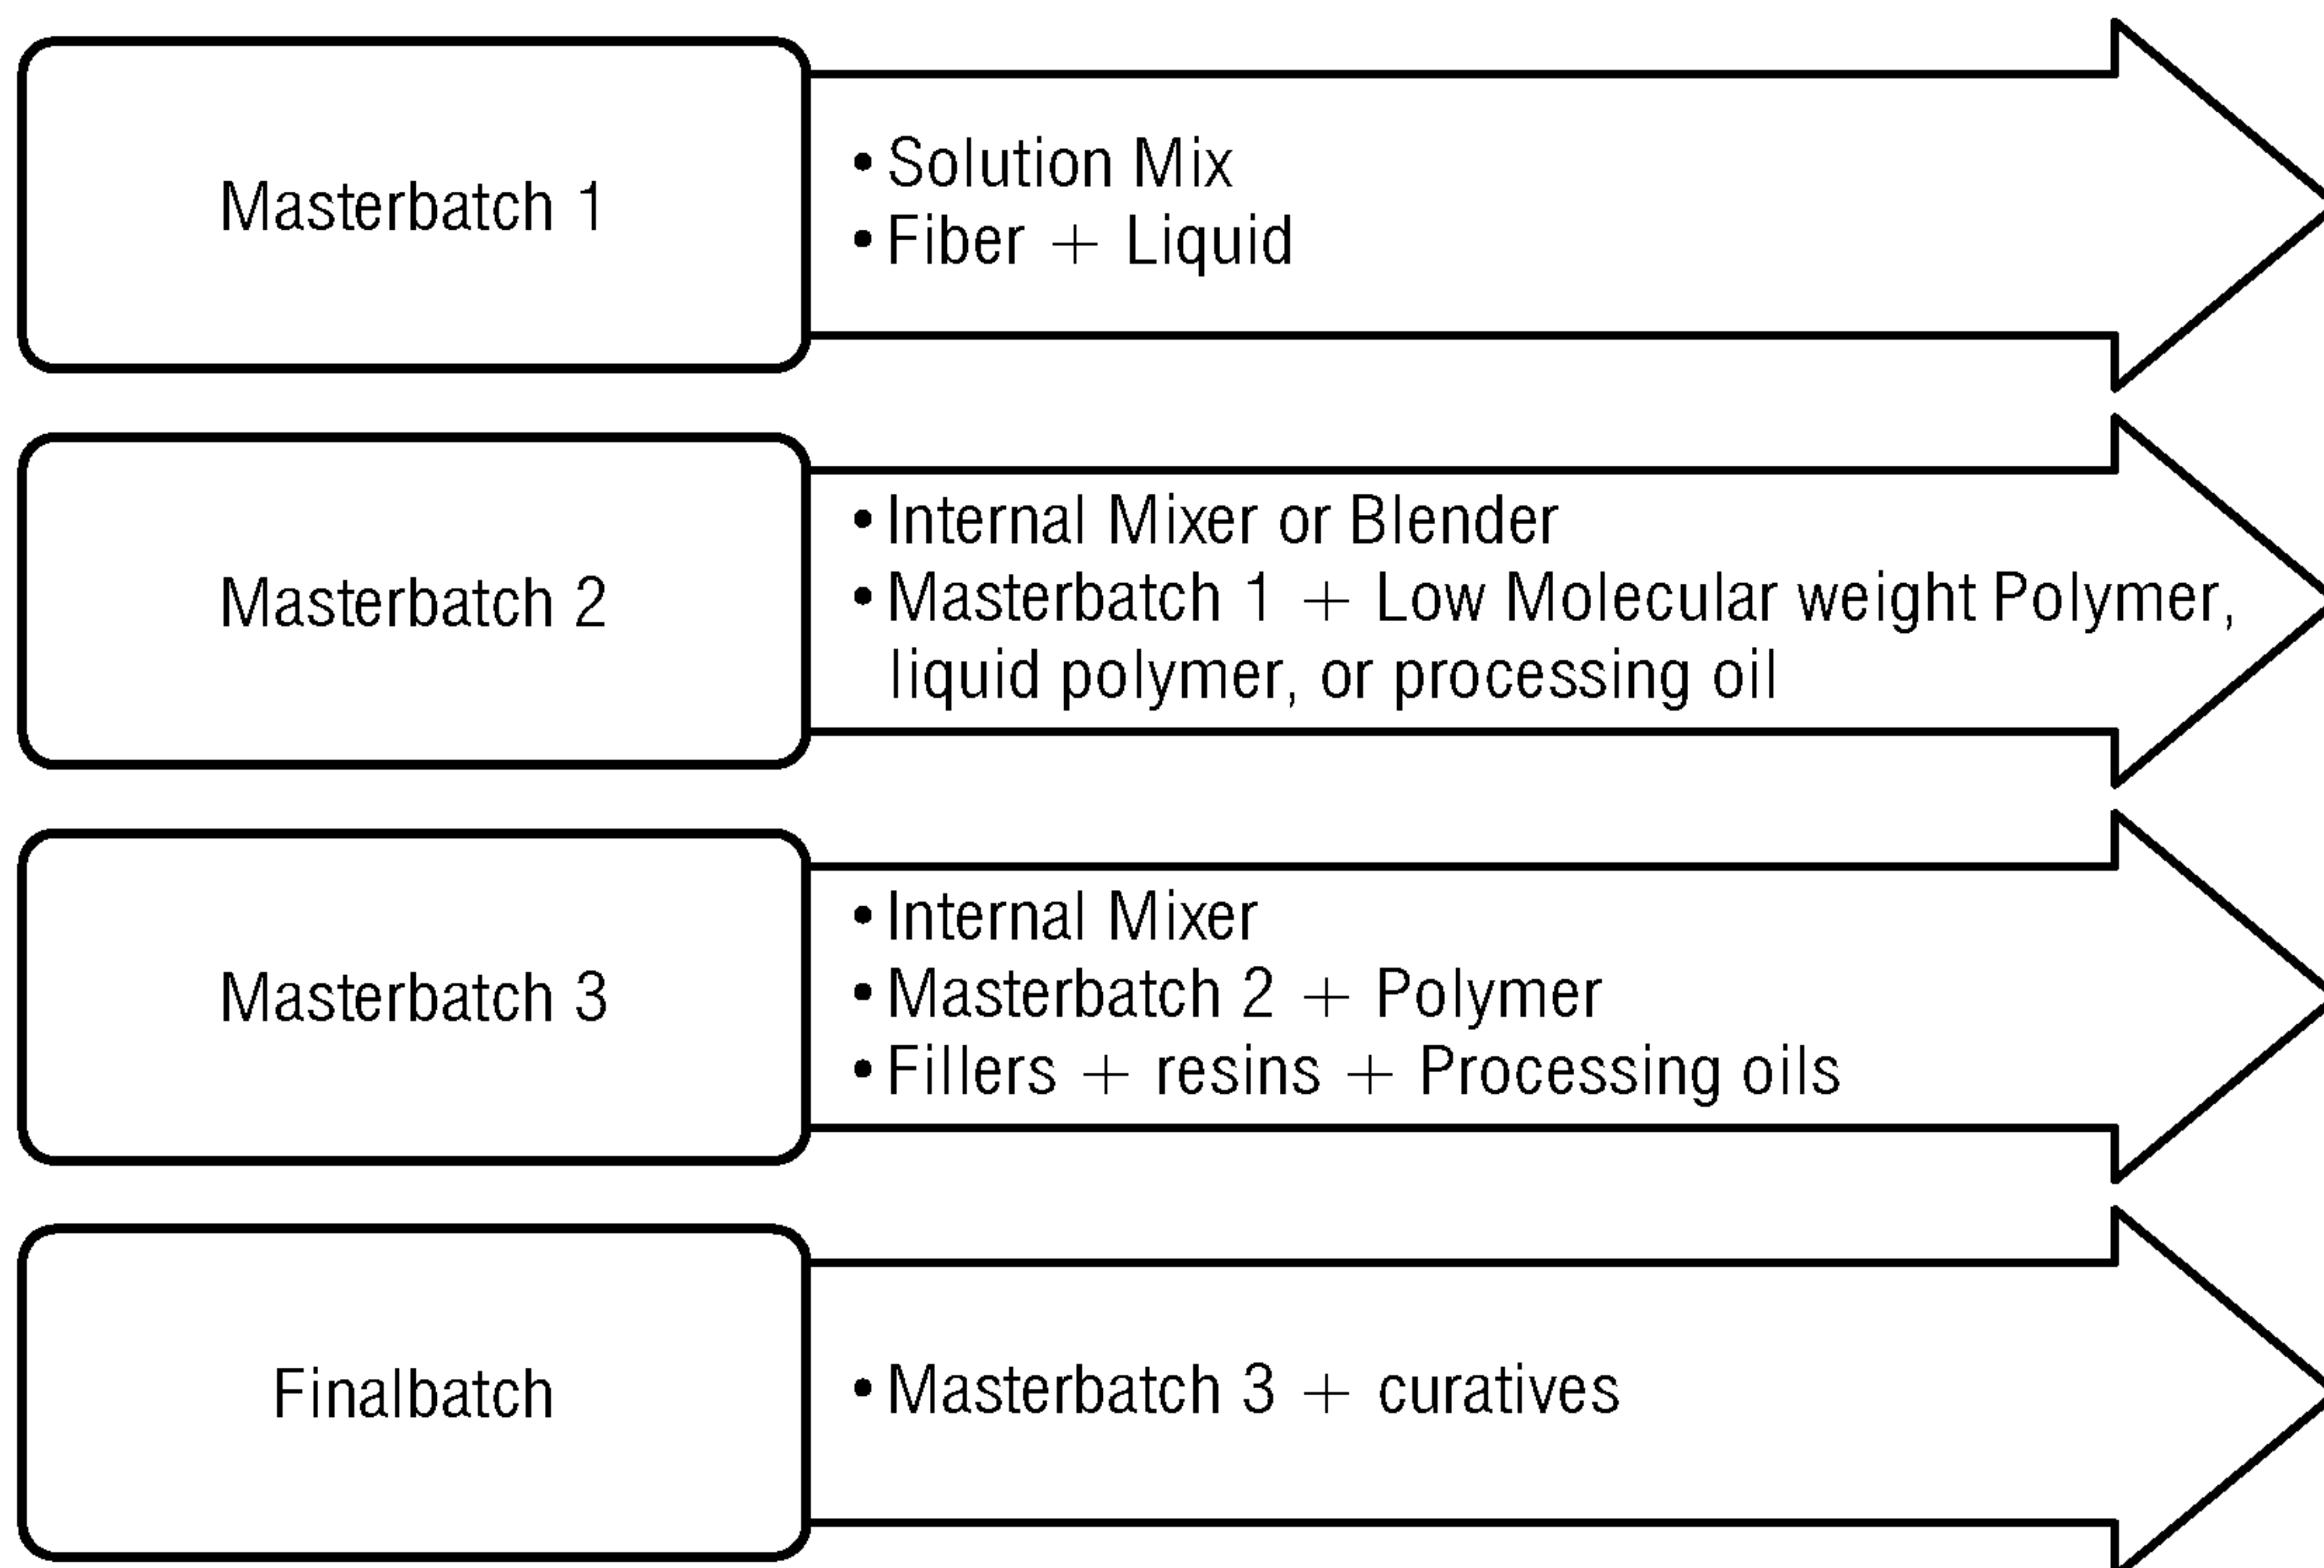 Masterbatch 1
• Solution Mix
• Fiber + Liquid
Masterbatch 2
• Internal Mixer or Blender
• Masterbatch 1 + Low Molecular weight Polymer,
liquid polymer, or processing oil
Masterbatch 3
• Internal Mixer
• Masterbatch 2 + Polymer
• Fillers + resins + Processing oils
Finalbatch
• Masterbatch 3 + curatives